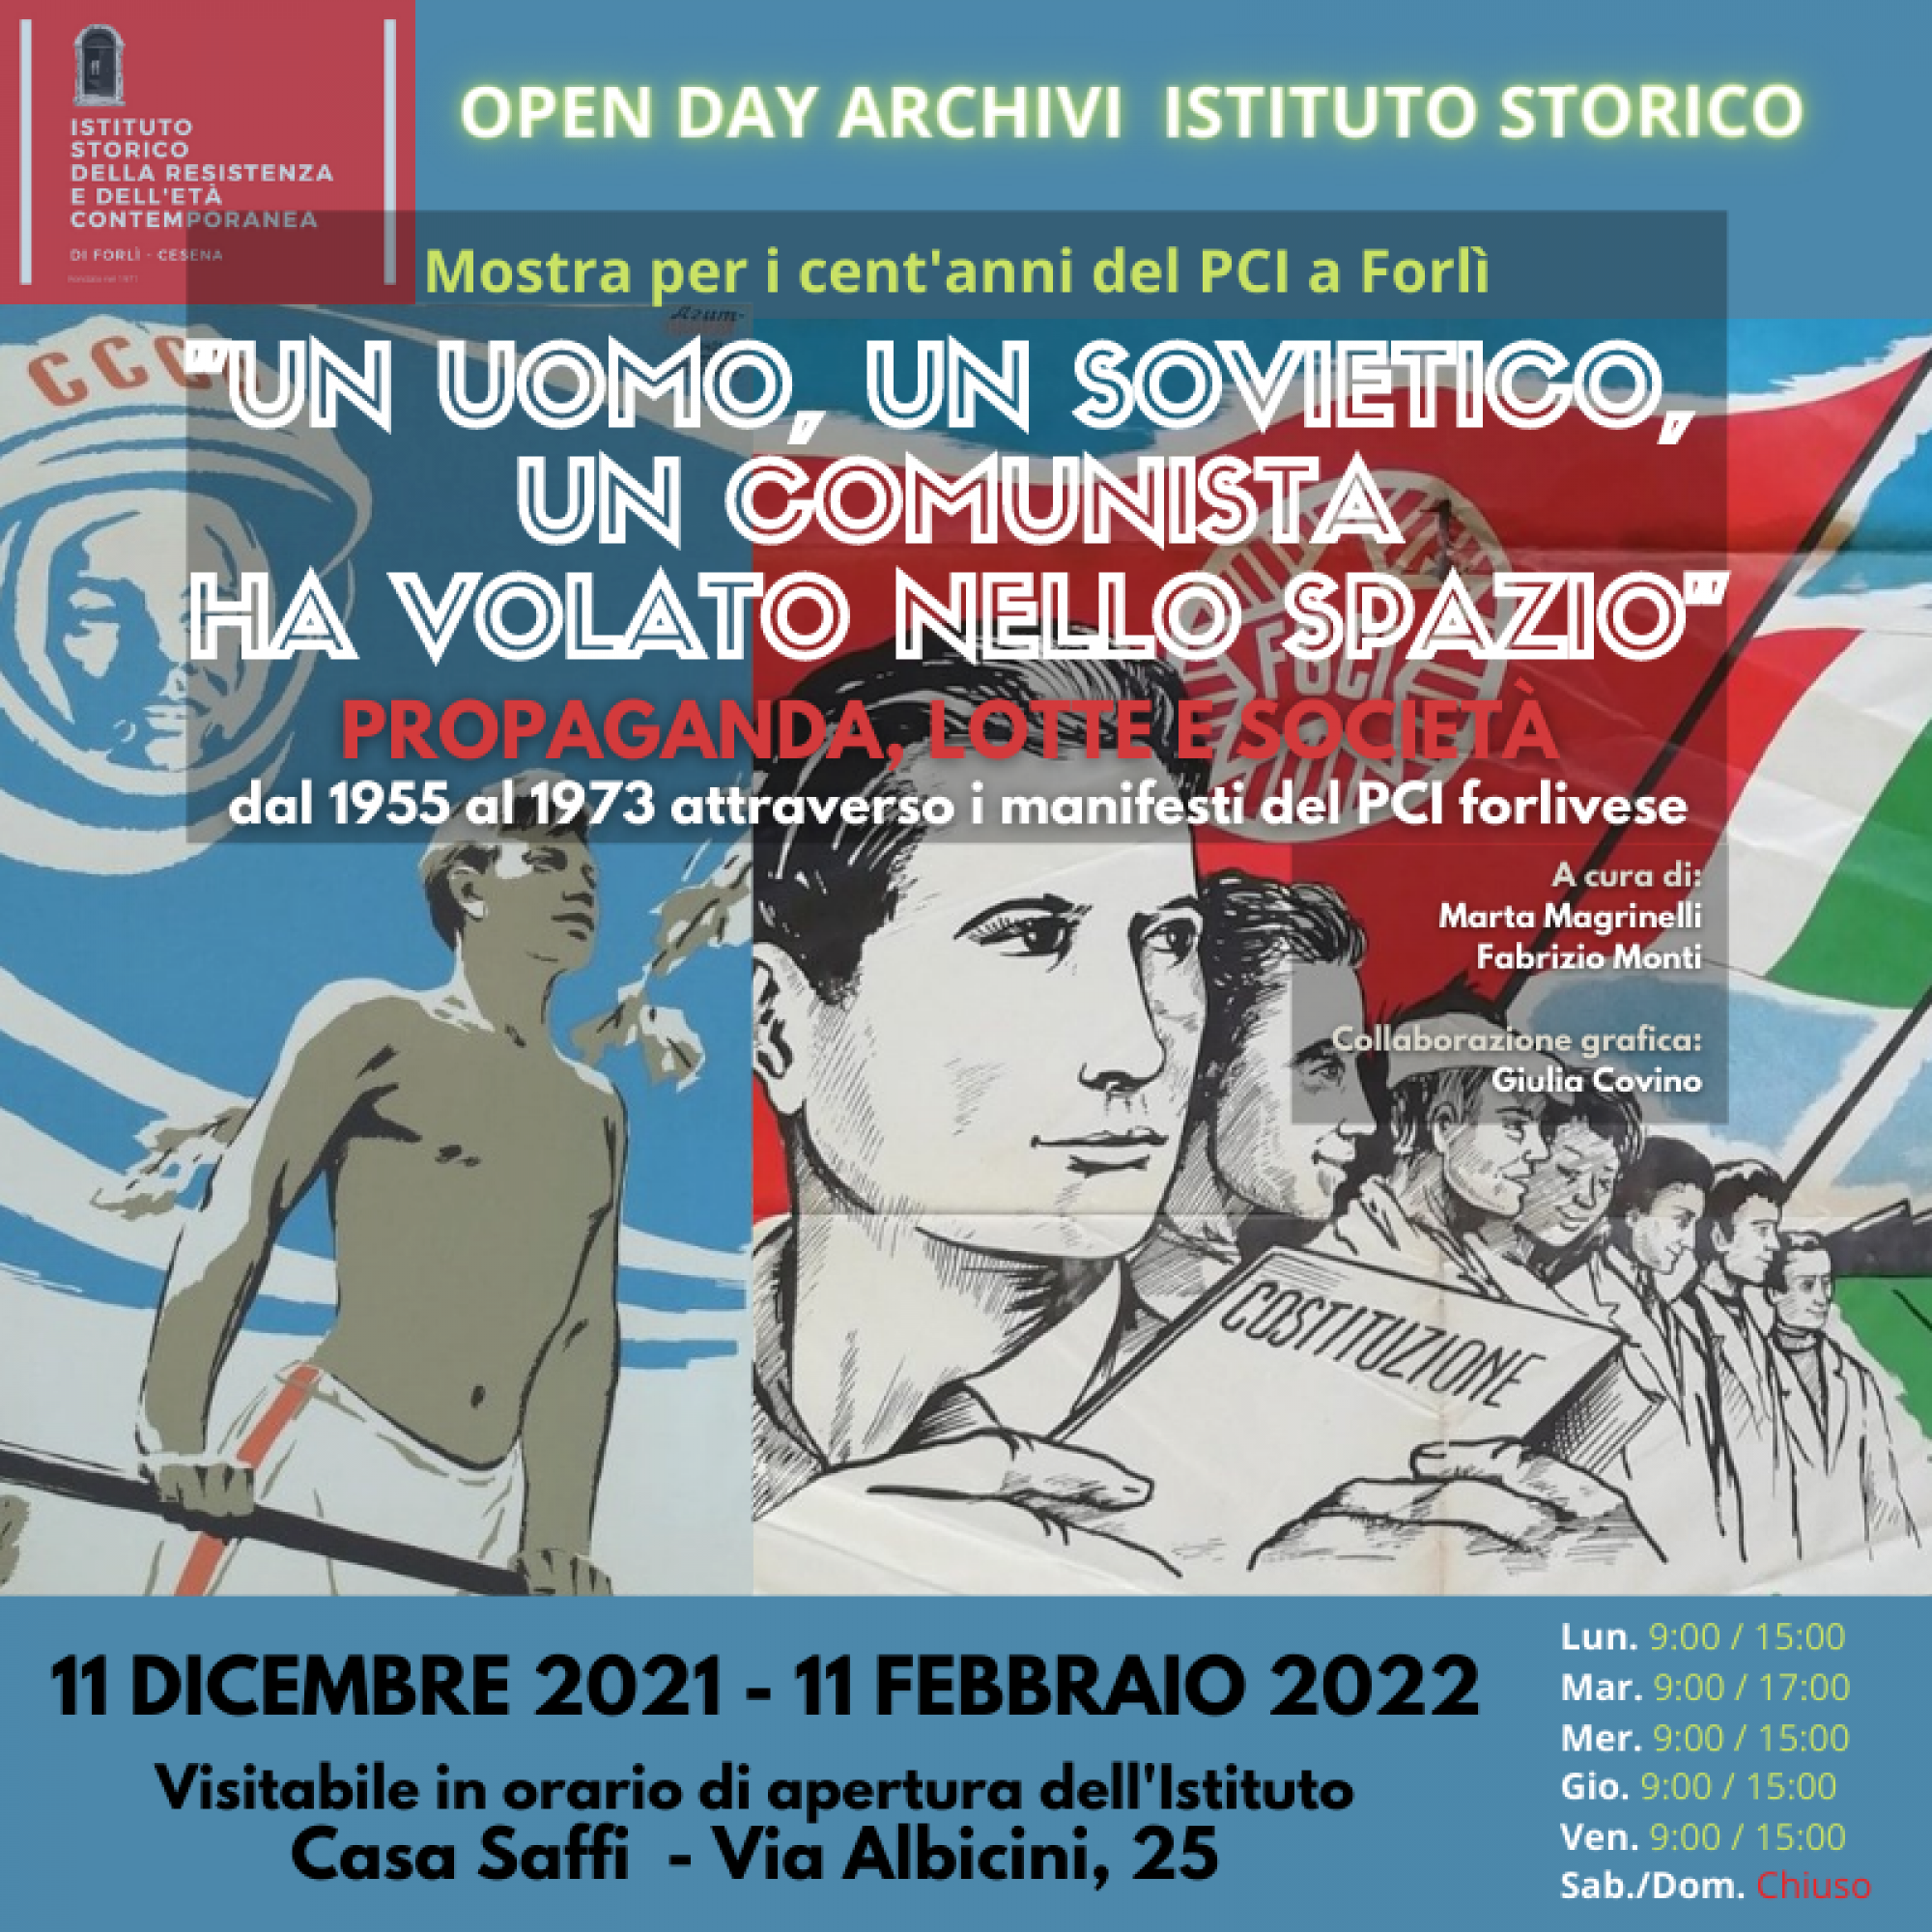 ISTITUTO
STORICO
DELLA RESISTENZA
E DELL'ETÀ
CONTEMPORANEA
DI FORLÌ - CESENA
Fondato nel 1971
OPEN DAY ARCHIVI ISTITUTO STORICO
Mostra per i cent'anni del PCI a Forlì
"UN UOMO, UN SOVIETICO,
UN COMUNISTA
HA VOLATO NELLO SPAZIO"
PROPAGANDA, LOTTE E SOCIETÀ
dal 1955 al 1973 attraverso i manifesti del PCI forlivese
A cura di:
Marta Magrinelli
Fabrizio Monti
Collaborazione grafica:
Giulia Covino
FGCI
COSTITUZIONE
11 DICEMBRE 2021 - 11 FEBBRAIO 2022
Visitabile in orario di apertura dell'Istituto
Casa Saffi - Via Albicini, 25
Lun. 9:00 / 15:00
Mar. 9:00 / 17:00
Mer. 9:00 / 15:00
Gio. 9:00 / 15:00
Ven. 9:00 / 15:00
Sab./Dom. Chiuso